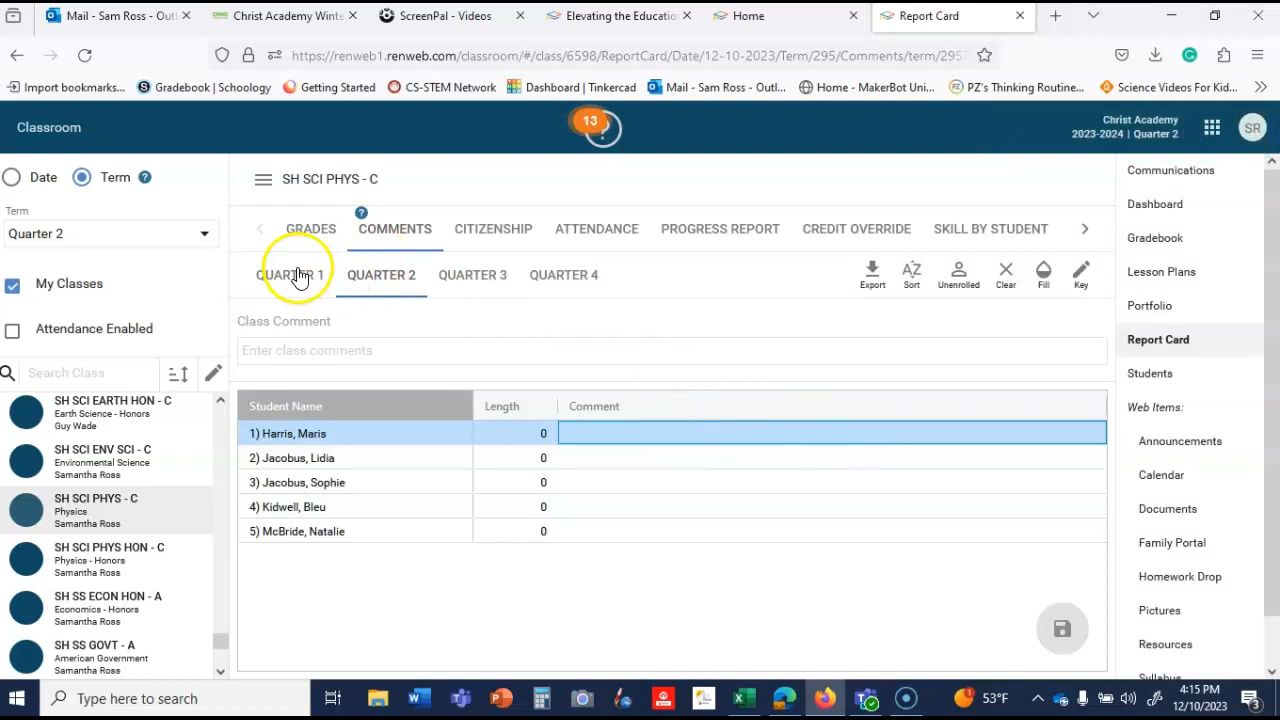 Mail - Sam Ross - Outl
Christ Academy Winte
ScreenPal - Videos
Elevating the Educatio
Home
Report Card
https://renweb1.renweb.com/classroom/#/class/6598/ReportCard/Date/12-10-2023/Term/295/Comments/term/2957
Import bookmarks...
Gradebook | Schoology
Getting Started
CS-STEM Network
Dashboard | Tinkercad
Mail - Sam Ross - Outl...
Home - MakerBot Uni...
PZ's Thinking Routine...
Science Videos For Kid...
Classroom
13
?
Christ Academy
2023-2024 | Quarter 2
SR
Date
Term
?
Term
Quarter 2
My Classes
Attendance Enabled
Search Class
SH SCI EARTH HON - C
Earth Science - Honors
Guy Wade
SH SCI ENV SCI - C
Environmental Science
Samantha Ross
SH SCI PHYS - C
Physics
Samantha Ross
SH SCI PHYS HON - C
Physics - Honors
Samantha Ross
SH SS ECON HON - A
Economics - Honors
Samantha Ross
SH SS GOVT - A
American Government
Samantha Ross
SH SCI PHYS - C
?
GRADES
COMMENTS
CITIZENSHIP
ATTENDANCE
PROGRESS REPORT
CREDIT OVERRIDE
SKILL BY STUDENT
QUARTER 1
QUARTER 2
QUARTER 3
QUARTER 4
Export
Sort
Unenrolled
Clear
Fill
Key
Class Comment
Enter class comments
Student Name
Length
Comment
1) Harris, Maris
0
2) Jacobus, Lidia
0
3) Jacobus, Sophie
0
4) Kidwell, Bleu
0
5) McBride, Natalie
0
Communications
Dashboard
Gradebook
Lesson Plans
Portfolio
Report Card
Students
Web Items:
Announcements
Calendar
Documents
Family Portal
Homework Drop
Pictures
Resources
Syllabus
Type here to search
53°F
4:15 PM
12/10/2023
3